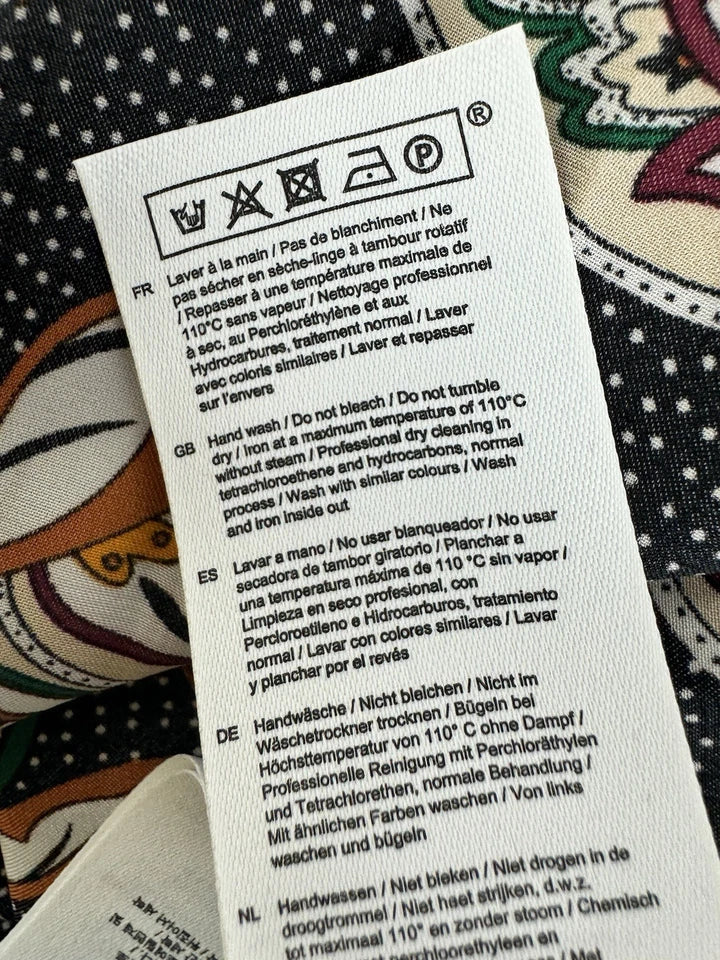 ®
P
FR Laver à la main / Pas de blanchiment / Ne
pas sécher en sèche-linge à tambour rotatif
/ Repasser à une température maximale de
110°C sans vapeur / Nettoyage professionnel
à sec, au Perchloréthylène et aux
Hydrocarbures, traitement normal / Laver
avec coloris similaires / Laver et repasser
sur l'envers
GB Hand wash / Do not bleach / Do not tumble
dry / Iron at a maximum temperature of 110°C
without steam / Professional dry cleaning in
tetrachloroethene and hydrocarbons, normal
process / Wash with similar colours / Wash
and iron inside out
ES Lavar a mano / No usar blanqueador / No usar
secadora de tambor giratorio / Planchar a
una temperatura máxima de 110 °C sin vapor /
Limpieza en seco profesional, con
Percloroetileno e Hidrocarburos, tratamiento
normal / Lavar con colores similares / Lavar
y planchar por el revés
DE Handwäsche / Nicht bleichen / Nicht im
Wäschetrockner trocknen / Bügeln bei
Höchsttemperatur von 110° C ohne Dampf /
Professionelle Reinigung mit Perchloräthylen
und Tetrachlorethen, normale Behandlung /
Mit ähnlichen Farben waschen / Von links
waschen und bügeln
NL Handwassen / Niet bleken / Niet drogen in de
droogtrommel / Niet heet strijken, d.w.z.
tot maximaal 110° en zonder stoom / Chemisch
perchloorethyleen en